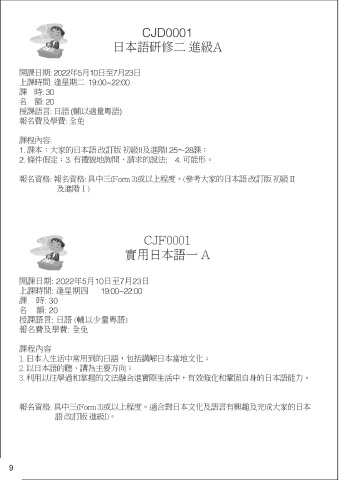 CJD0001
日本語研修二 進級A
開課日期: 2022年5月10日至7月23日
上課時間: 逢星期二 19:00~22:00
課 時: 30
名 額: 20
授課語言: 日語 (輔以適量粵語)
報名費及學費: 全免
課程內容:
1. 課本：大家的日本語 改訂版 初級II及進階I 25～28課；
2. 條件假定；3. 有禮貌地詢問、請求的說法; 4. 可能形。
報名資格: 報名資格: 具中三(Form 3)或以上程度。(參考大家的日本語 改訂版 初級Ⅱ
及進階Ⅰ)
CJF0001
實用日本語一 A
開課日期: 2022年5月10日至7月23日
上課時間: 逢星期四 19:00~22:00
課 時: 30
名 額: 20
授課語言: 日語 (輔以少量粵語)
報名費及學費: 全免
課程內容
1. 日本人生活中常用到的日語，包括講解日本當地文化；
2. 以日本語的聽、講為主要方向；
3. 利用以往學過和掌握的文法融合進實際生活中，有效強化和鞏固自身的日本語能力。
報名資格: 具中三(Form 3)或以上程度。適合對日本文化及語言有興趣及完成大家的日本
語 改訂版 進級I)。
9